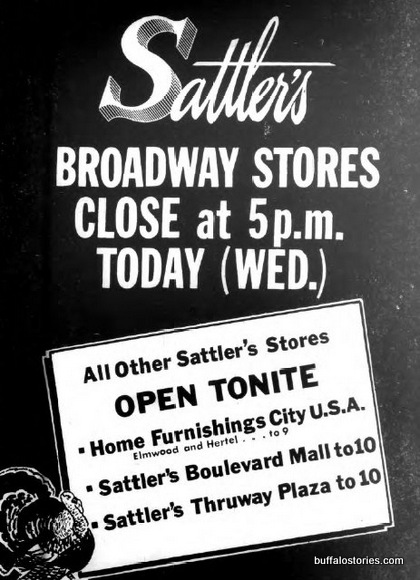 Sattler's
BROADWAY STORES
CLOSE at 5 p.m.
TODAY (WED.)
All Other Sattler's Stores
OPEN TONITE
▪ Home Furnishings City U.S.A.
Elmwood and Hertel . . . to 9
▪ Sattler's Boulevard Mall to 10
▪ Sattler's Thruway Plaza to 10
buffalostories.com